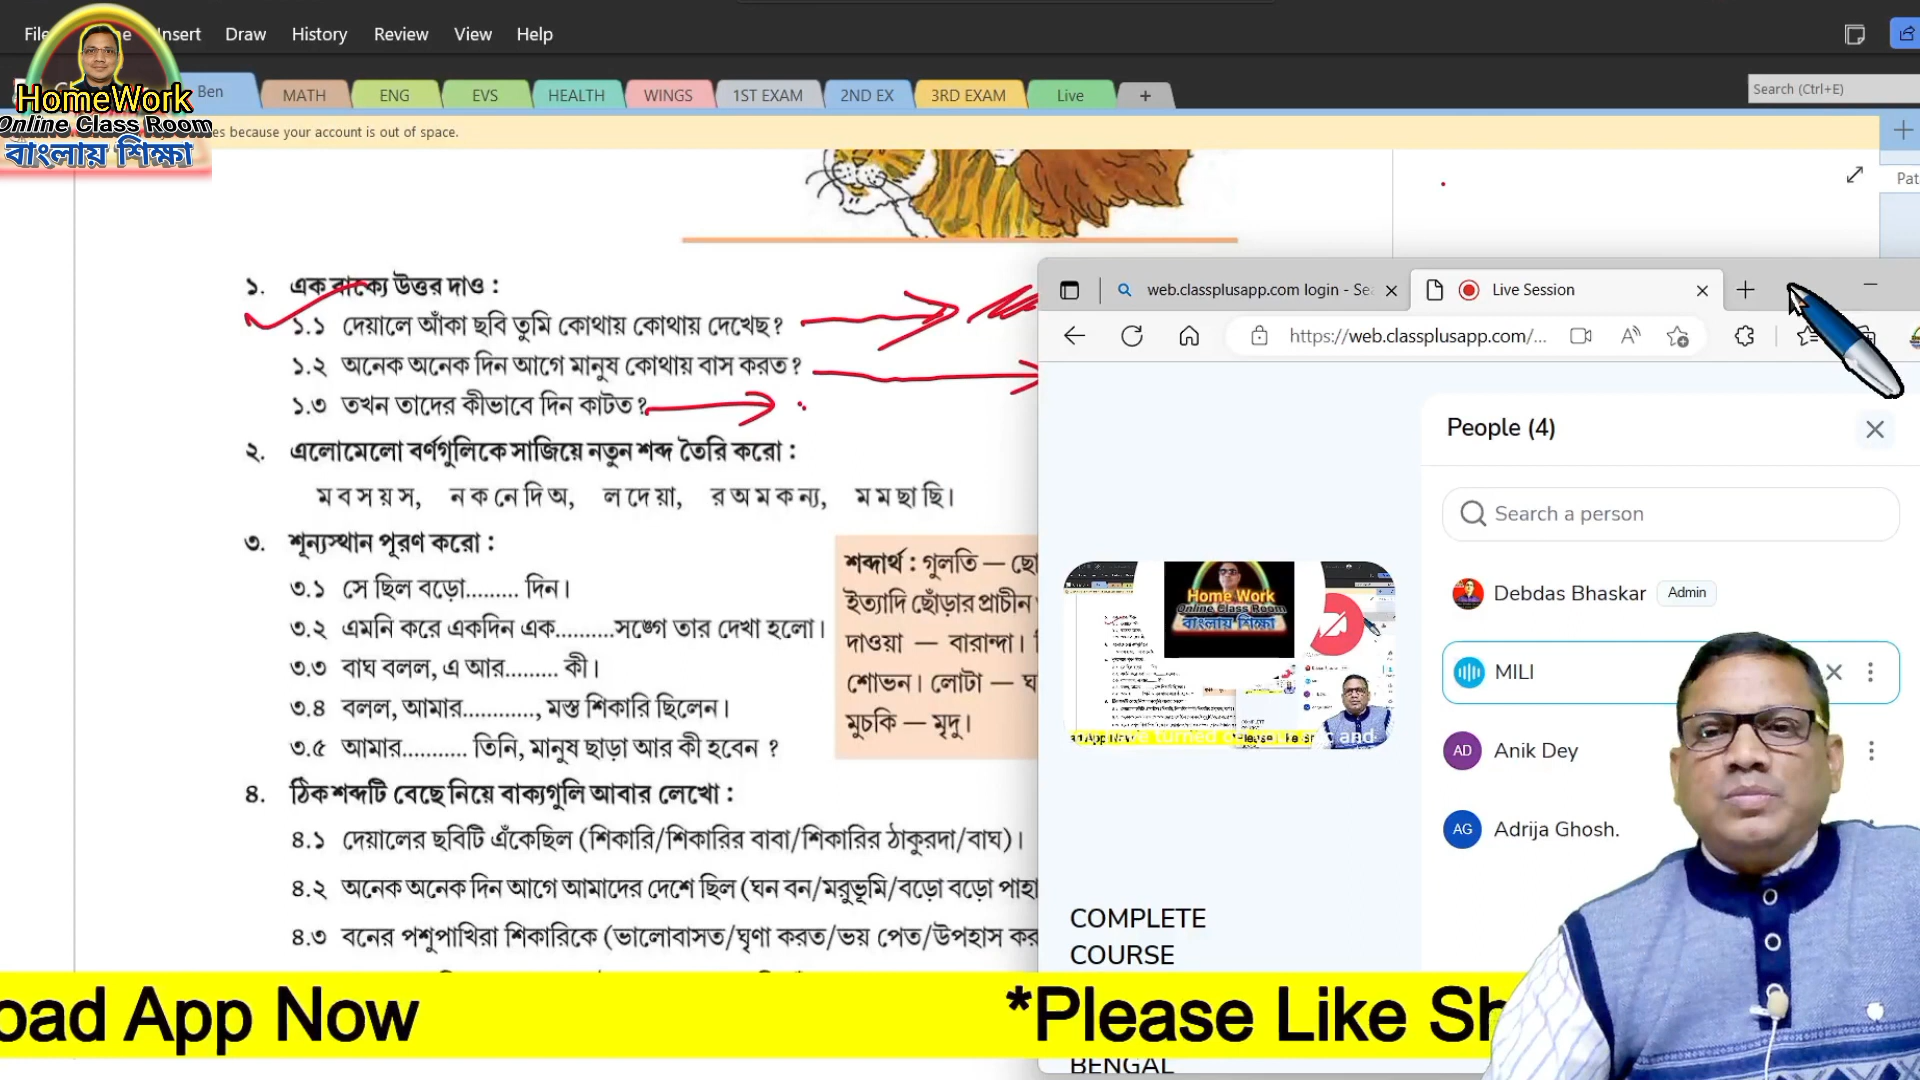 File Home Insert Draw History Review View Help
HomeWork
Online Class Room
বাংলায় শিক্ষা
Ben MATH ENG EVS HEALTH WINGS 1ST EXAM 2ND EX 3RD EXAM Live +
Search (Ctrl+E)
es because your account is out of space.
Pat
১. এক বাক্যে উত্তর দাও :
১.১ দেয়ালে আঁকা ছবি তুমি কোথায় কোথায় দেখেছ?
১.২ অনেক অনেক দিন আগে মানুষ কোথায় বাস করত?
১.৩ তখন তাদের কীভাবে দিন কাটত?
২. এলোমেলো বর্ণগুলিকে সাজিয়ে নতুন শব্দ তৈরি করো :
ম ব স য় স, ন ক নে দি অ, ল দে য়া, র অ ম ক ন্য, ম ম ছা ছি।
৩. শূন্যস্থান পূরণ করো :
৩.১ সে ছিল বড়ো......... দিন।
৩.২ এমনি করে একদিন এক..........সঙ্গে তার দেখা হলো।
৩.৩ বাঘ বলল, এ আর......... কী।
৩.৪ বলল, আমার............, মস্ত শিকারি ছিলেন।
৩.৫ আমার........... তিনি, মানুষ ছাড়া আর কী হবেন ?
শব্দার্থ : গুলতি — ছো
ইত্যাদি ছোঁড়ার প্রাচীন
দাওয়া — বারান্দা।
শোভন। লোটা — ঘ
মুচকি — মৃদু।
৪. ঠিক শব্দটি বেছে নিয়ে বাক্যগুলি আবার লেখো :
৪.১ দেয়ালের ছবিটি এঁকেছিল (শিকারি/শিকারির বাবা/শিকারির ঠাকুরদা/বাঘ)।
৪.২ অনেক অনেক দিন আগে আমাদের দেশে ছিল (ঘন বন/মরুভূমি/বড়ো বড়ো পাহা
৪.৩ বনের পশুপাখিরা শিকারিকে (ভালোবাসত/ঘৃণা করত/ভয় পেত/উপহাস কর
web.classplusapp.com login - Se
Live Session
https://web.classplusapp.com/...
People (4)
Search a person
Debdas Bhaskar Admin
MILI
AD Anik Dey
AG Adrija Ghosh.
Home Work
Online Class Room
বাংলায় শিক্ষা
COMPLETE
COURSE
BENGAL
oad App Now *Please Like Sh